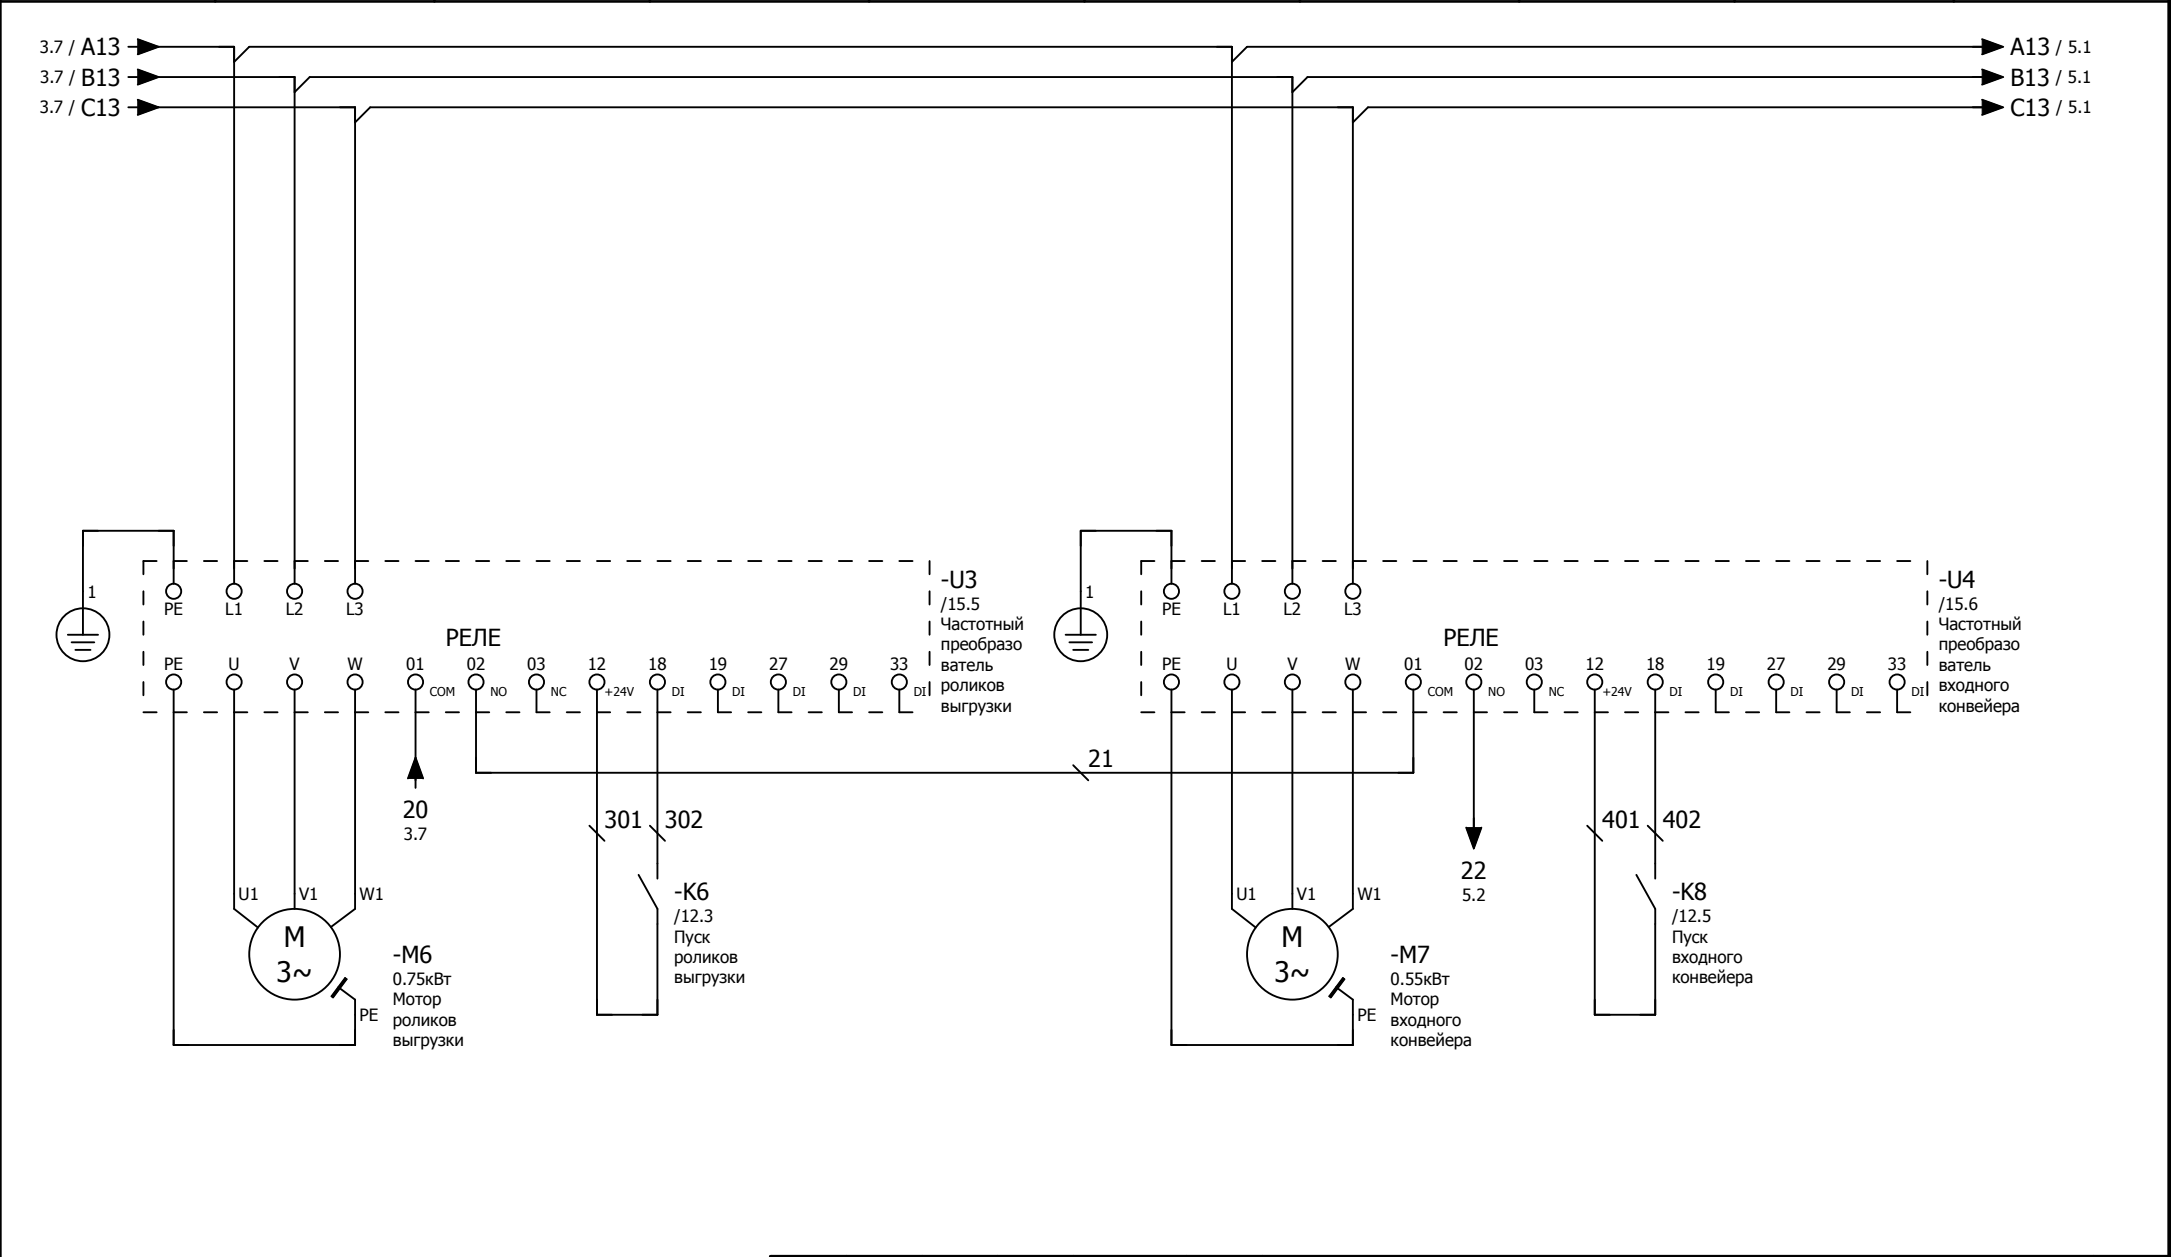 3.7 / A13
A13 / 5.1
3.7 / B13
B13 / 5.1
3.7 / C13
C13 / 5.1
1
PE
L1
L2
L3
РЕЛЕ
PE
U
V
W
01
COM
02
NO
03
NC
12
+24V
18
DI
19
DI
27
DI
29
DI
33
DI
-U3
/15.5
Частотный
преобразо
ватель
роликов
выгрузки
1
PE
L1
L2
L3
РЕЛЕ
PE
U
V
W
01
COM
02
NO
03
NC
12
+24V
18
DI
19
DI
27
DI
29
DI
33
DI
-U4
/15.6
Частотный
преобразо
ватель
входного
конвейера
21
20
3.7
301
302
22
5.2
401
402
U1
V1
W1
M
3~
PE
-M6
0.75кВт
Мотор
роликов
выгрузки
-K6
/12.3
Пуск
роликов
выгрузки
U1
V1
W1
M
3~
PE
-M7
0.55кВт
Мотор
входного
конвейера
-K8
/12.5
Пуск
входного
конвейера